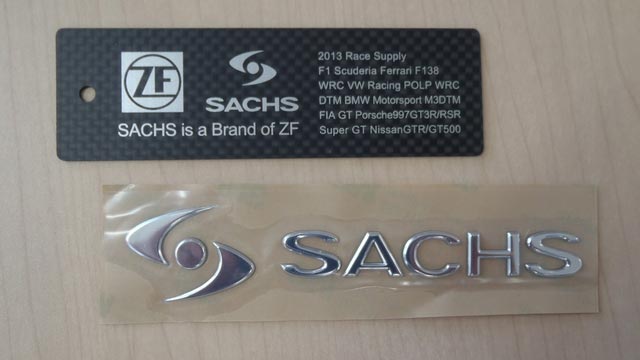 ZF
SACHS
SACHS is a Brand of ZF
2013 Race Supply
F1 Scuderia Ferrari F138
WRC VW Racing POLP WRC
DTM BMW Motorsport M3DTM
FIA GT Porsche997GT3R/RSR
Super GT NissanGTR/GT500
SACHS